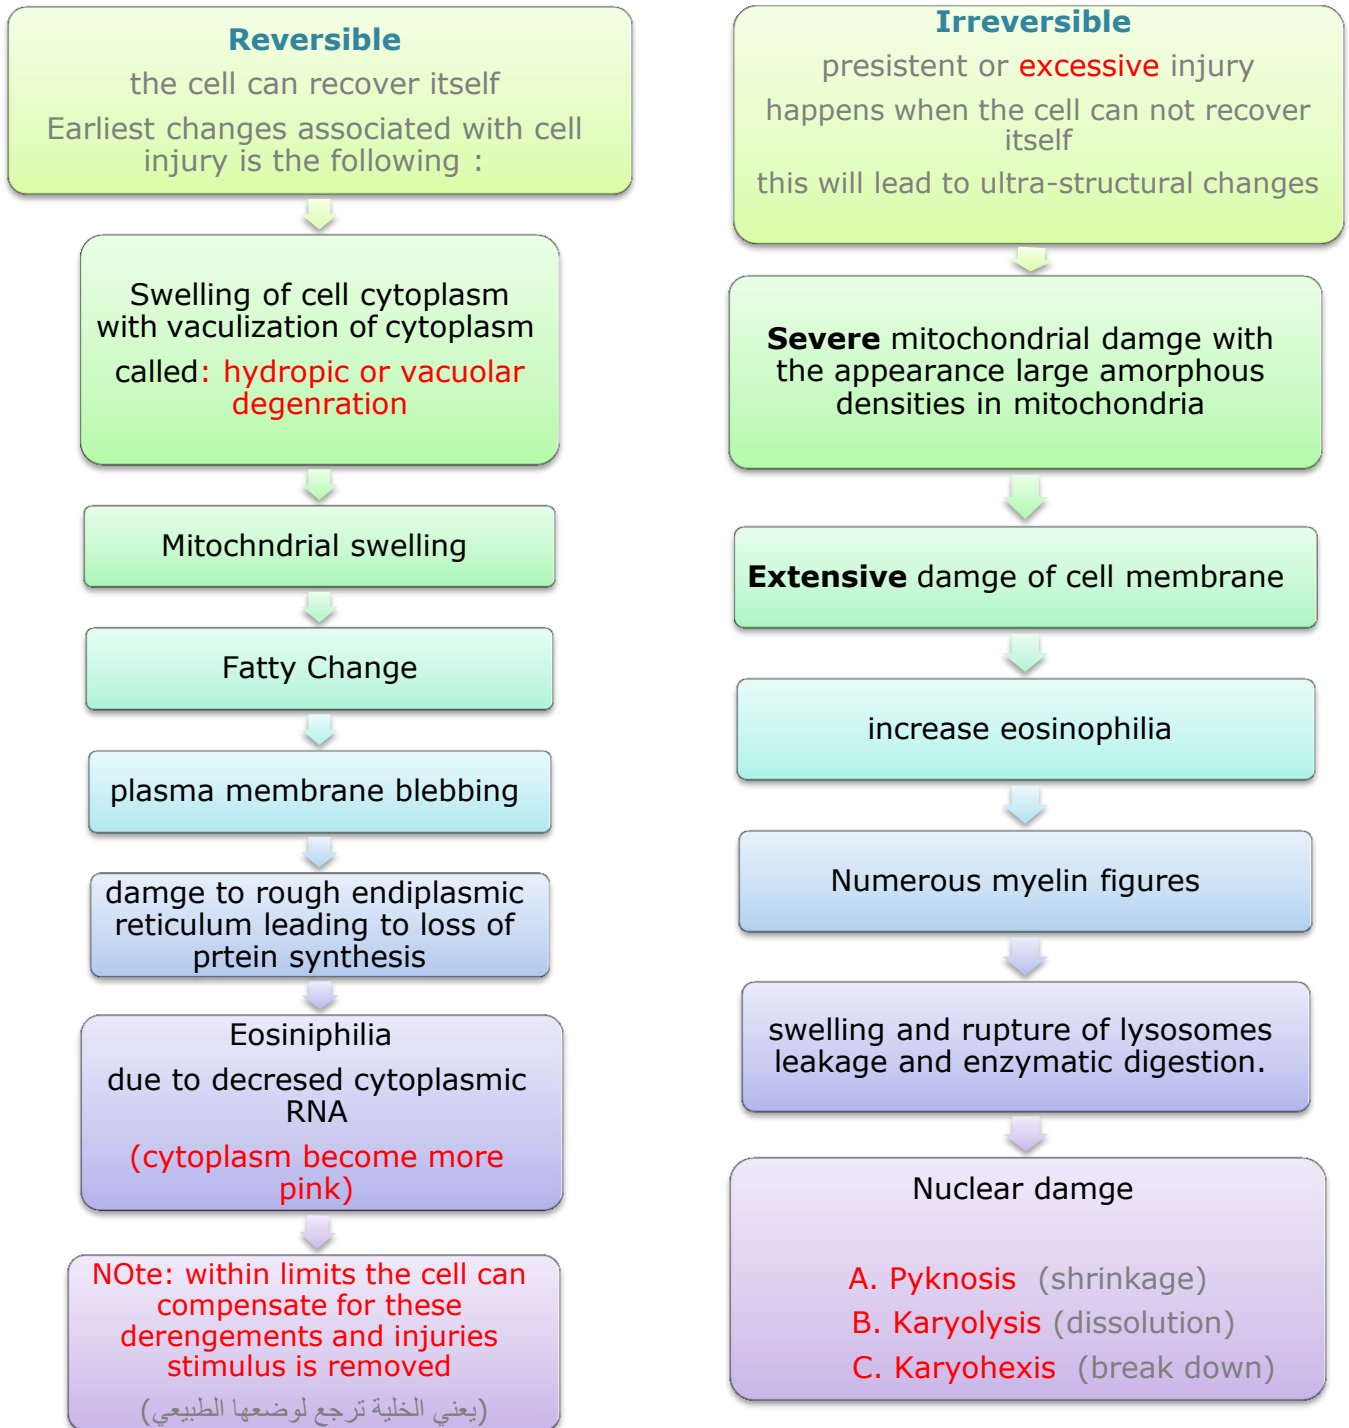 Reversible
the cell can recover itself
Earliest changes associated with cell
injury is the following :
Swelling of cell cytoplasm
with vaculization of cytoplasm
called: hydropic or vacuolar
degenration
Mitochndrial swelling
Fatty Change
plasma membrane blebbing
damge to rough endiplasmic
reticulum leading to loss of
prtein synthesis
Eosiniphilia
due to decresed cytoplasmic
RNA
(cytoplasm become more
pink)
NOte: within limits the cell can
compensate for these
derengements and injuries
stimulus is removed
(يعني الخلية ترجع لوضعها الطبيعي)
Irreversible
presistent or excessive injury
happens when the cell can not recover
itself
this will lead to ultra-structural changes
Severe mitochondrial damge with
the appearance large amorphous
densities in mitochondria
Extensive damge of cell membrane
increase eosinophilia
Numerous myelin figures
swelling and rupture of lysosomes
leakage and enzymatic digestion.
Nuclear damge
A. Pyknosis (shrinkage)
B. Karyolysis (dissolution)
C. Karyohexis (break down)